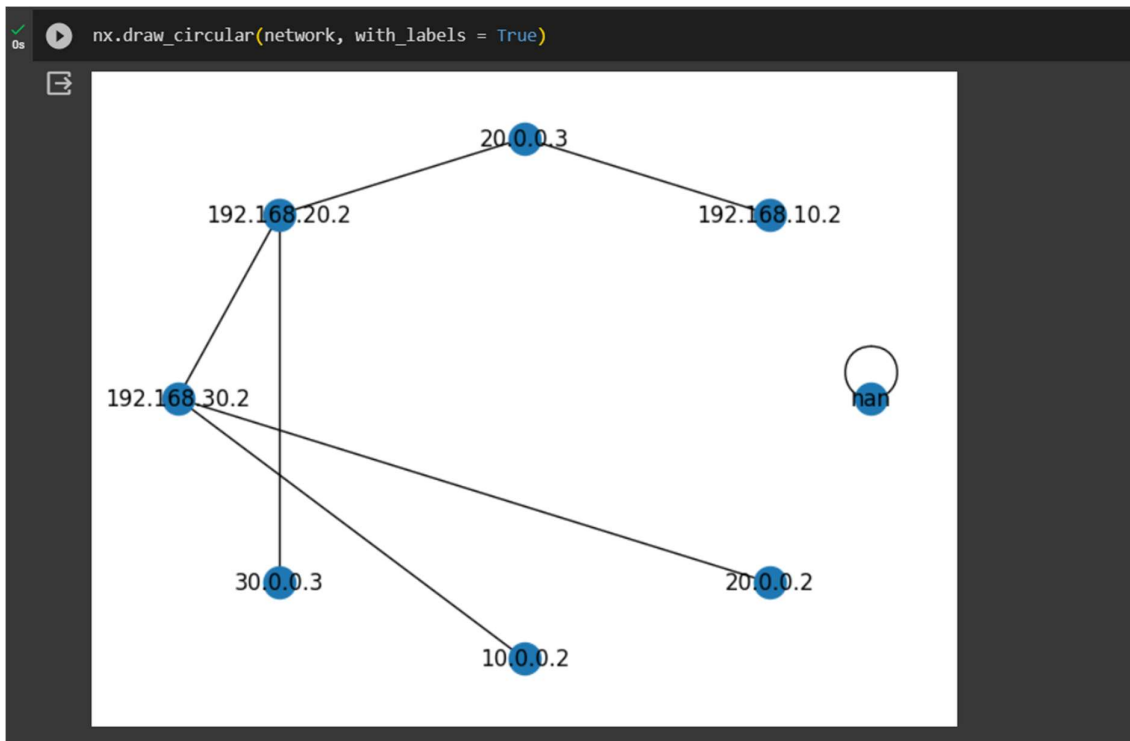 nx.draw_circular(network, with_labels = True)
0s
20.0.0.3
192.168.20.2
192.168.10.2
192.168.30.2
nan
30.0.0.3
20.0.0.2
10.0.0.2